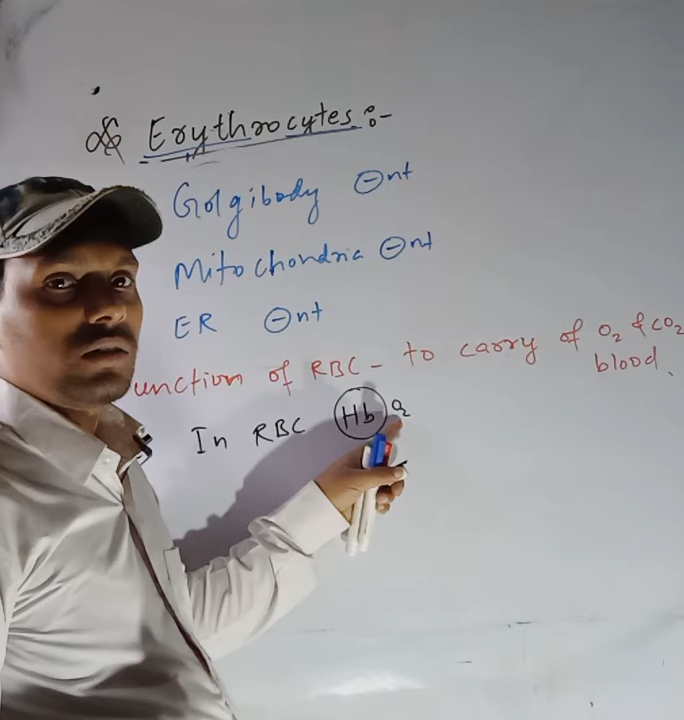 Erythrocytes :-
Golgibody ⊖nt
Mitochondria ⊖nt
ER ⊖nt
unction of RBC - to carry of O₂ & CO₂
blood.
In RBC Hb O₂